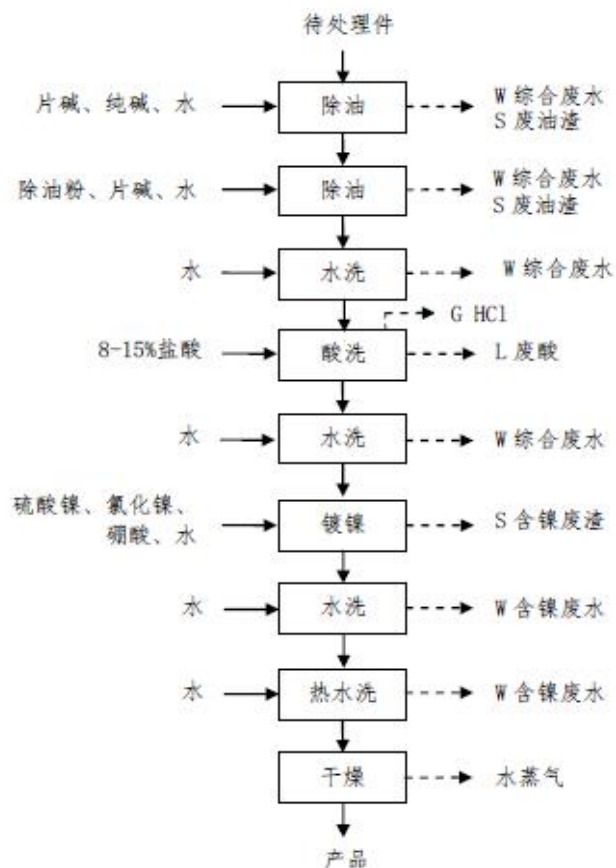 待处理件
片碱、纯碱、水
除油
W 综合废水
S 废油渣
除油粉、片碱、水
除油
W 综合废水
S 废油渣
水
水洗
W 综合废水
G HCl
8-15%盐酸
酸洗
L 废酸
水
水洗
W 综合废水
硫酸镍、氯化镍、
硼酸、水
镀镍
S 含镍废渣
水
水洗
W 含镍废水
水
热水洗
W 含镍废水
干燥
水蒸气
产品